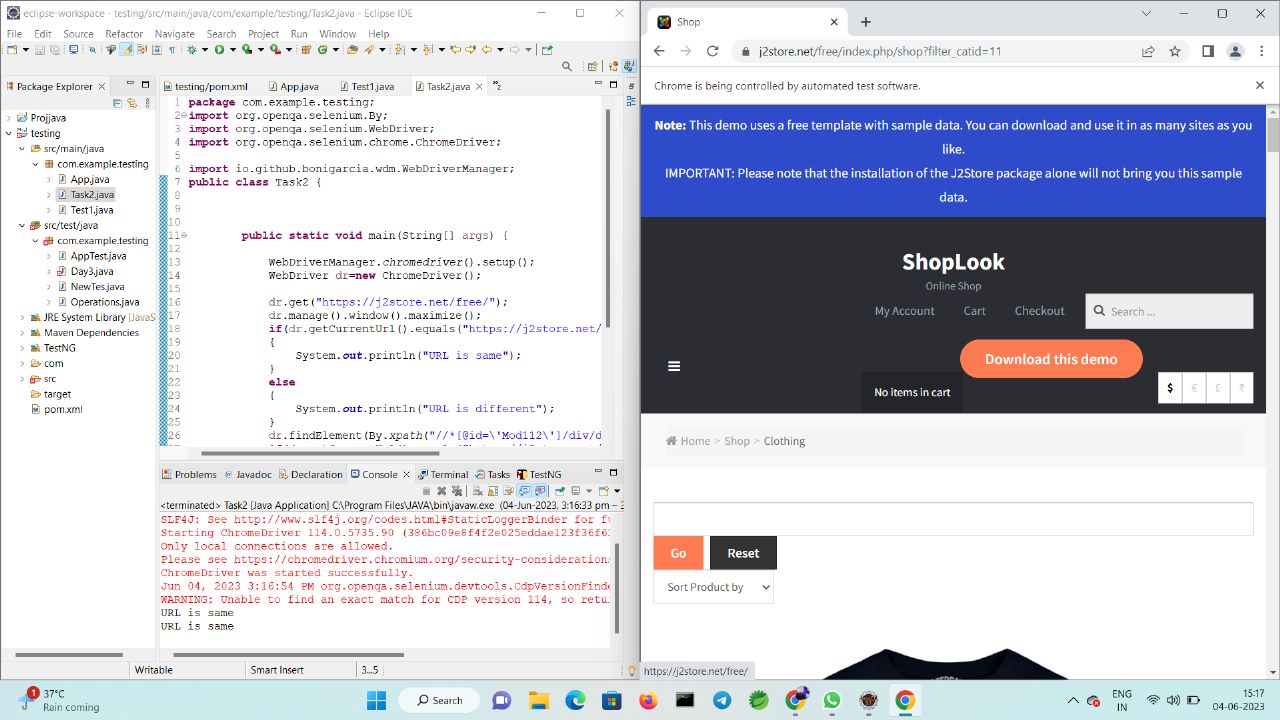 eclipse-workspace - testing/src/main/java/com/example/testing/Task2.java - Eclipse IDE
File Edit Source Refactor Navigate Search Project Run Window Help
Package Explorer
Projjava
testing
src/main/java
com.example.testing
App.java
Task2.java
Test1.java
src/test/java
com.example.testing
AppTest.java
Day3.java
NewTes.java
Operations.java
JRE System Library [JavaS
Maven Dependencies
TestNG
com
src
target
pom.xml
testing/pom.xml App.java Test1.java Task2.java
1 package com.example.testing;
2 import org.openqa.selenium.By;
3 import org.openqa.selenium.WebDriver;
4 import org.openqa.selenium.chrome.ChromeDriver;
5
6 import io.github.bonigarcia.wdm.WebDriverManager;
7 public class Task2 {
8
9
10
11 public static void main(String[] args) {
12
13 WebDriverManager.chromedriver().setup();
14 WebDriver dr=new ChromeDriver();
15
16 dr.get("https://j2store.net/free/");
17 dr.manage().window().maximize();
18 if(dr.getCurrentUrl().equals("https://j2store.net/
19 {
20 System.out.println("URL is same");
21 }
22 else
23 {
24 System.out.println("URL is different");
25 }
26 dr.findElement(By.xpath("//*[@id=\'Mod112\']/div/d
Problems Javadoc Declaration Console Terminal Tasks TestNG
<terminated> Task2 [Java Application] C:\Program Files\JAVA\bin\javaw.exe (04-Jun-2023, 3:16:33 pm – 3
SLF4J: See http://www.slf4j.org/codes.html#StaticLoggerBinder for fu
Starting ChromeDriver 114.0.5735.90 (386bc09e8f4f2e025eddae123f36f6
Only local connections are allowed.
Please see https://chromedriver.chromium.org/security-consideration
ChromeDriver was started successfully.
Jun 04, 2023 3:16:54 PM org.openqa.selenium.devtools.CdpVersionFinde
WARNING: Unable to find an exact match for CDP version 114, so retu
URL is same
URL is same
Writable Smart Insert 3...5
Shop
j2store.net/free/index.php/shop?filter_catid=11
Chrome is being controlled by automated test software.
Note: This demo uses a free template with sample data. You can download and use it in as many sites as you
like.
IMPORTANT: Please note that the installation of the J2Store package alone will not bring you this sample
data.
ShopLook
Online Shop
My Account Cart Checkout Search ...
Download this demo
No items in cart $ € £ ₹
Home > Shop > Clothing
Go Reset
Sort Product by
https://j2store.net/free/
1 37°C
Rain coming
Search
ENG
IN
15:17
04-06-2023